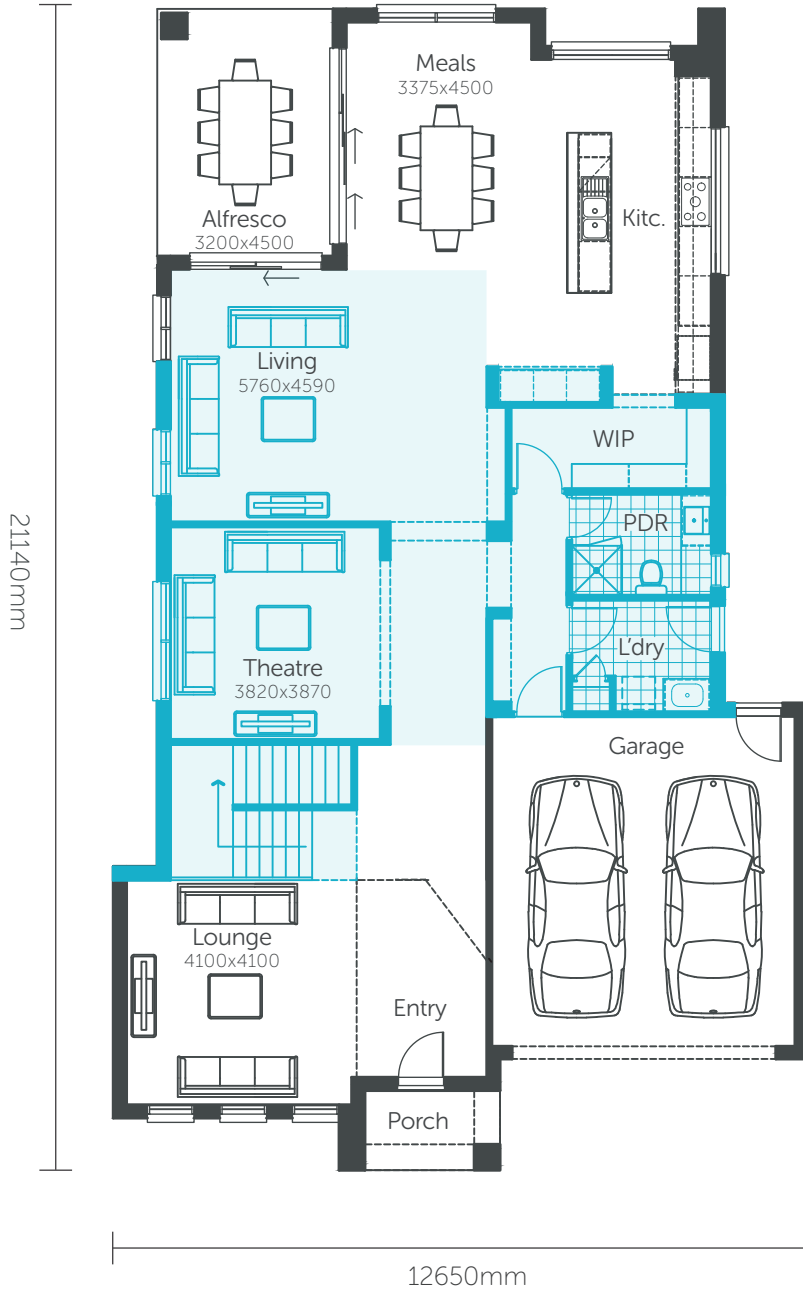 Meals
3375x4500
Alfresco
3200x4500
Kitc.
Living
5760x4590
WIP
PDR
21140mm
L'dry
Theatre
3820x3870
Garage
Lounge
4100x4100
Entry
Porch
12650mm